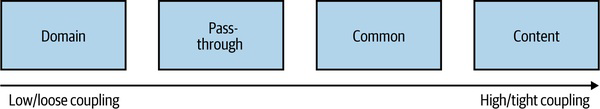 Domain
Pass-
through
Common
Content
Low/loose coupling
High/tight coupling